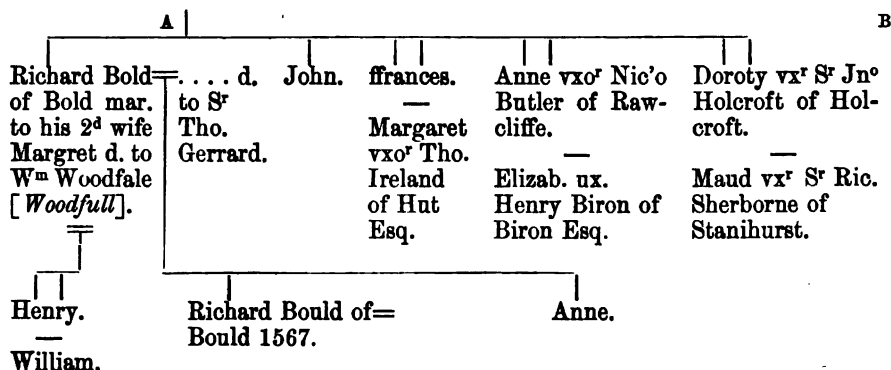 A B
Richard Bold
of Bold mar.
to his 2ᵈ wife
Margret d. to
Wᵐ Woodfale
[Woodfull].
. . . . d.
to Sʳ
Tho.
Gerrard.
John.
ffrances.
—
Margaret
vxoʳ Tho.
Ireland
of Hut
Esq.
Anne vxoʳ Nic'o
Butler of Raw-
cliffe.
—
Elizab. ux.
Henry Biron of
Biron Esq.
Doroty vxʳ Sʳ Jnᵒ
Holcroft of Hol-
croft.
—
Maud vxʳ Sʳ Ric.
Sherborne of
Stanihurst.
Henry.
—
William.
Richard Bould of=
Bould 1567.
Anne.